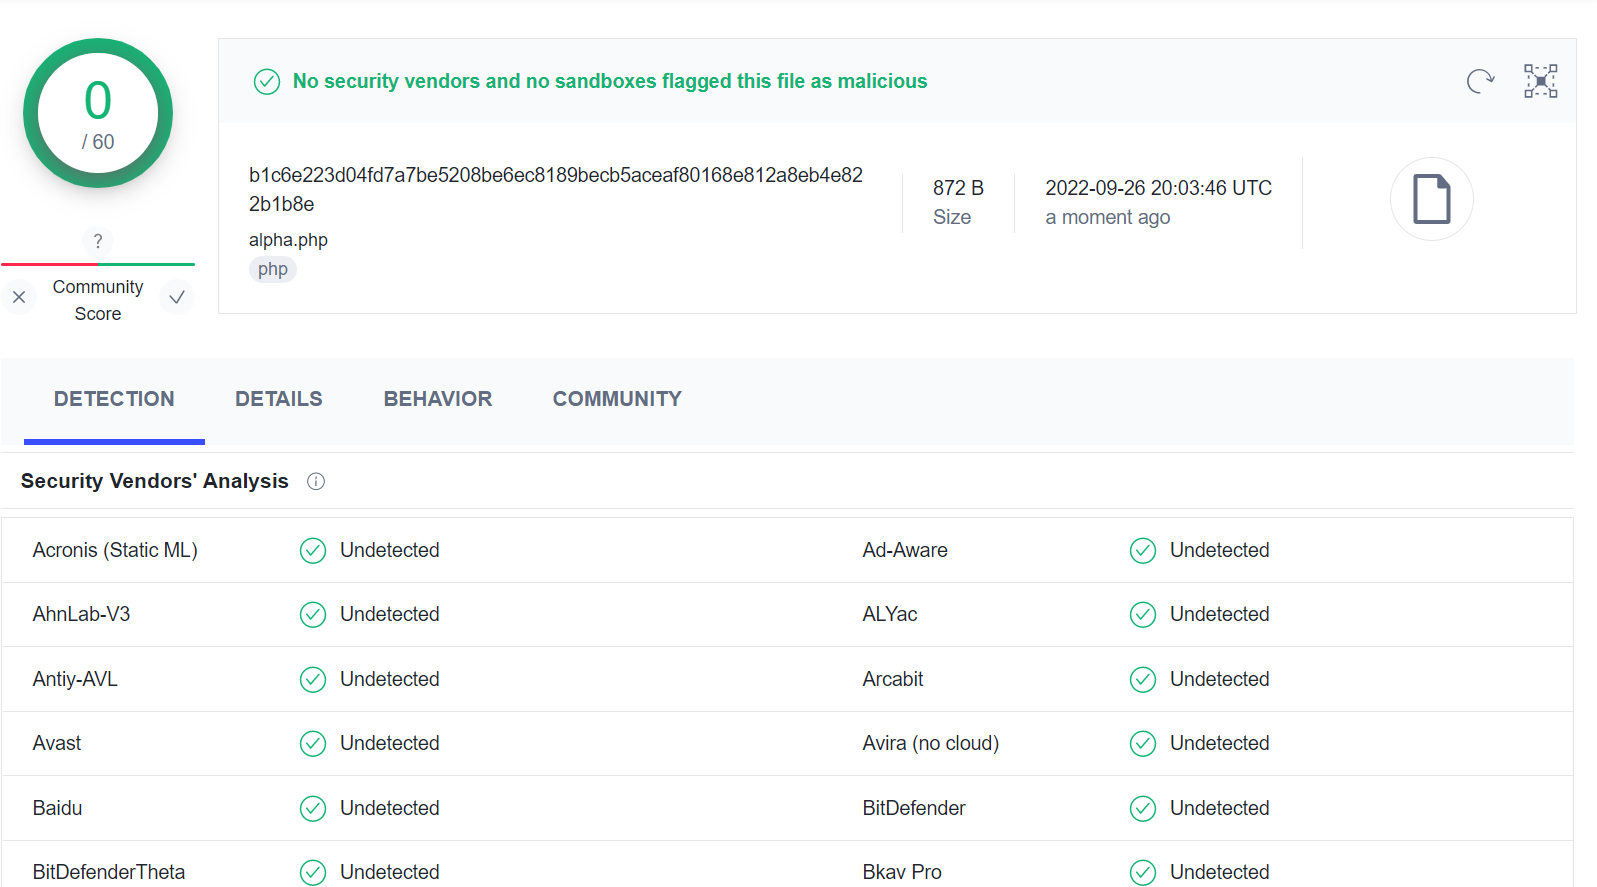 0
/ 60
?
Community
Score
No security vendors and no sandboxes flagged this file as malicious
b1c6e223d04fd7a7be5208be6ec8189becb5aceaf80168e812a8eb4e82
2b1b8e
alpha.php
php
872 B
Size
2022-09-26 20:03:46 UTC
a moment ago
DETECTION DETAILS BEHAVIOR COMMUNITY
Security Vendors' Analysis
Acronis (Static ML) Undetected Ad-Aware Undetected
AhnLab-V3 Undetected ALYac Undetected
Antiy-AVL Undetected Arcabit Undetected
Avast Undetected Avira (no cloud) Undetected
Baidu Undetected BitDefender Undetected
BitDefenderTheta Undetected Bkav Pro Undetected